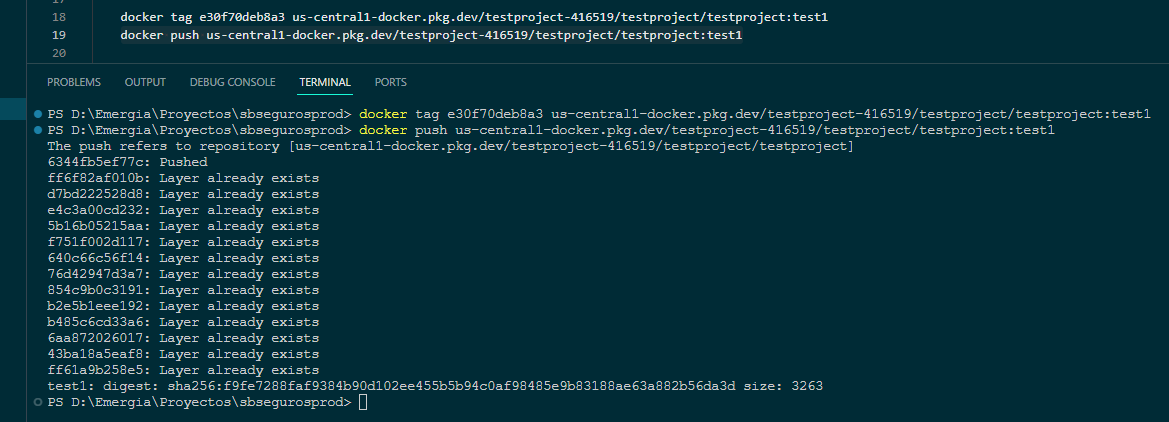 17
18 docker tag e30f70deb8a3 us-central1-docker.pkg.dev/testproject-416519/testproject/testproject:test1
19 docker push us-central1-docker.pkg.dev/testproject-416519/testproject/testproject:test1
20
PROBLEMS OUTPUT DEBUG CONSOLE TERMINAL PORTS
PS D:\Emergia\Proyectos\sbsegurosprod> docker tag e30f70deb8a3 us-central1-docker.pkg.dev/testproject-416519/testproject/testproject:test1
PS D:\Emergia\Proyectos\sbsegurosprod> docker push us-central1-docker.pkg.dev/testproject-416519/testproject/testproject:test1
The push refers to repository [us-central1-docker.pkg.dev/testproject-416519/testproject/testproject]
6344fb5ef77c: Pushed
ff6f82af010b: Layer already exists
d7bd222528d8: Layer already exists
e4c3a00cd232: Layer already exists
5b16b05215aa: Layer already exists
f751f002d117: Layer already exists
640c66c56f14: Layer already exists
76d42947d3a7: Layer already exists
854c9b0c3191: Layer already exists
b2e5b1eee192: Layer already exists
b485c6cd33a6: Layer already exists
6aa872026017: Layer already exists
43ba18a5eaf8: Layer already exists
ff61a9b258e5: Layer already exists
test1: digest: sha256:f9fe7288faf9384b90d102ee455b5b94c0af98485e9b83188ae63a882b56da3d size: 3263
PS D:\Emergia\Proyectos\sbsegurosprod>